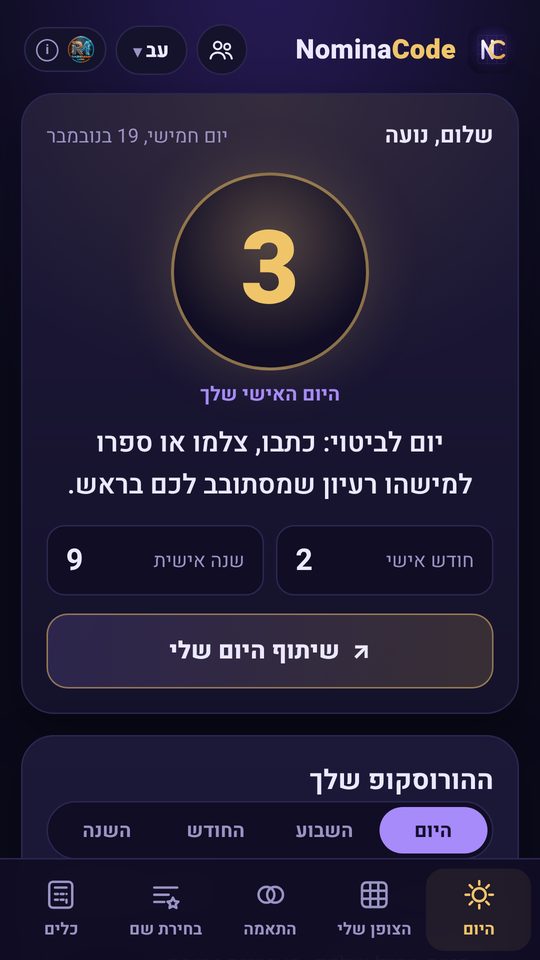 NC NominaCode
עב ▾
i
שלום, נועה
יום חמישי, 19 בנובמבר
3
היום האישי שלך
יום לביטוי: כתבו, צלמו או ספרו
למישהו רעיון שמסתובב לכם בראש.
חודש אישי 2
שנה אישית 9
שיתוף היום שלי
ההורוסקופ שלך
היום השבוע החודש השנה
היום הצופן שלי התאמה בחירת שם כלים